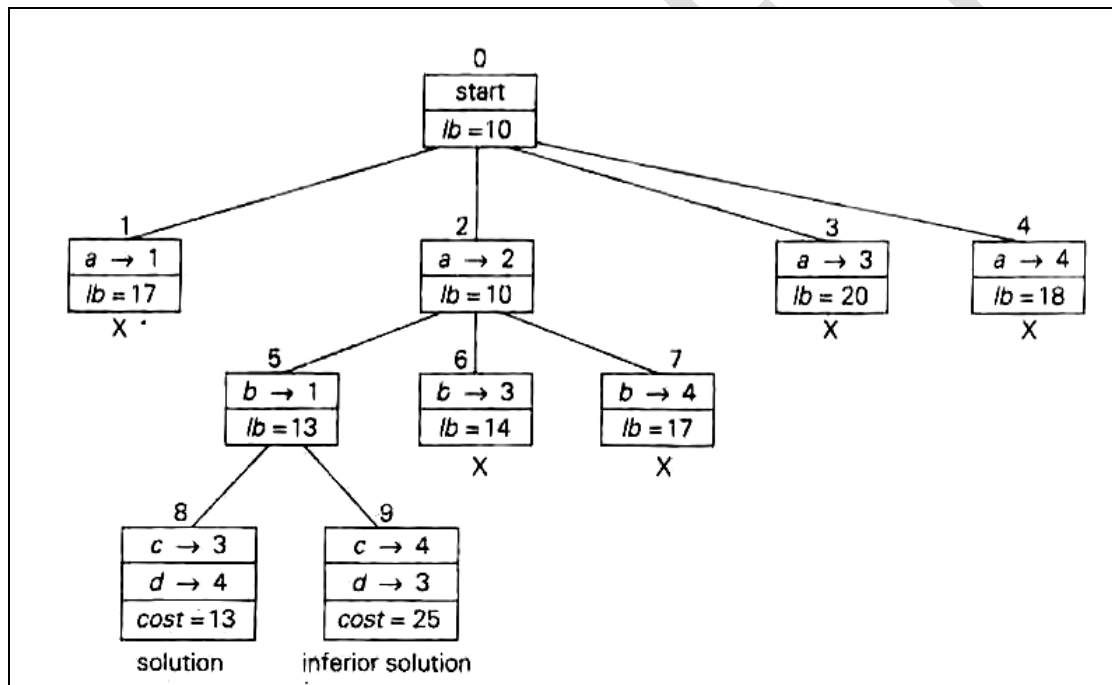 0
start
lb = 10
1
a → 1
lb = 17
X
2
a → 2
lb = 10
3
a → 3
lb = 20
X
4
a → 4
lb = 18
X
5
b → 1
lb = 13
6
b → 3
lb = 14
X
7
b → 4
lb = 17
X
8
c → 3
d → 4
cost = 13
solution
9
c → 4
d → 3
cost = 25
inferior solution